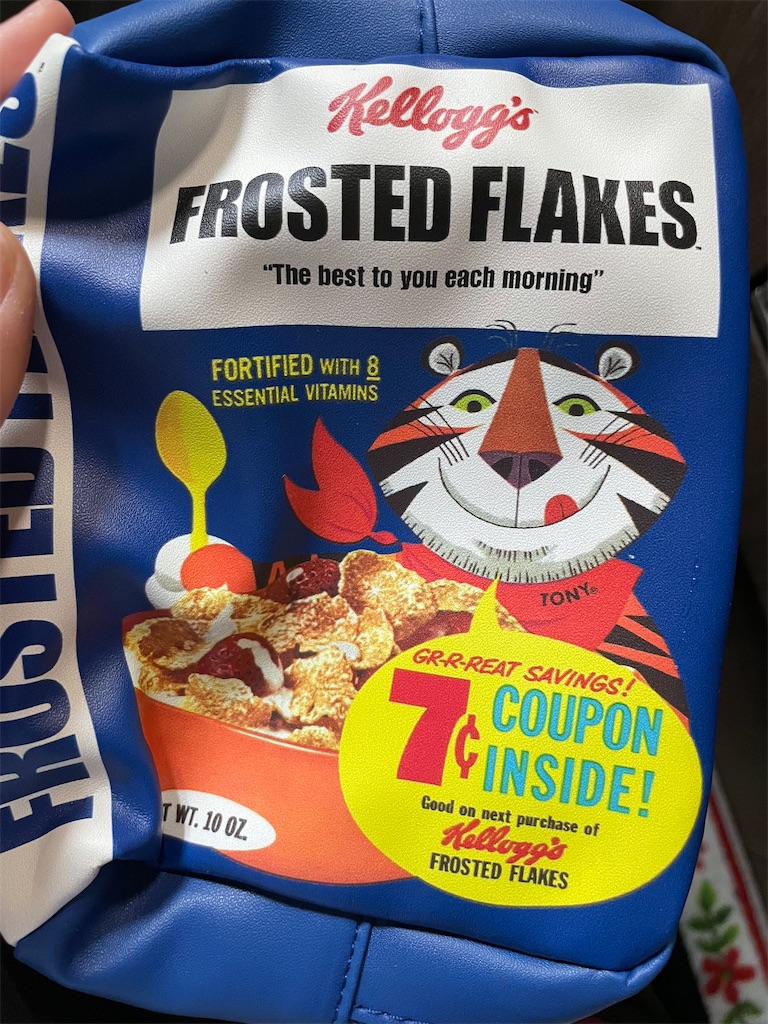 Kellogg's
FROSTED FLAKES
"The best to you each morning"
FORTIFIED WITH 8
ESSENTIAL VITAMINS
TONY®
GR-R-REAT SAVINGS!
7¢ COUPON
INSIDE!
Good on next purchase of
Kellogg's
FROSTED FLAKES
T WT. 10 OZ.
FROSTED FLAKES